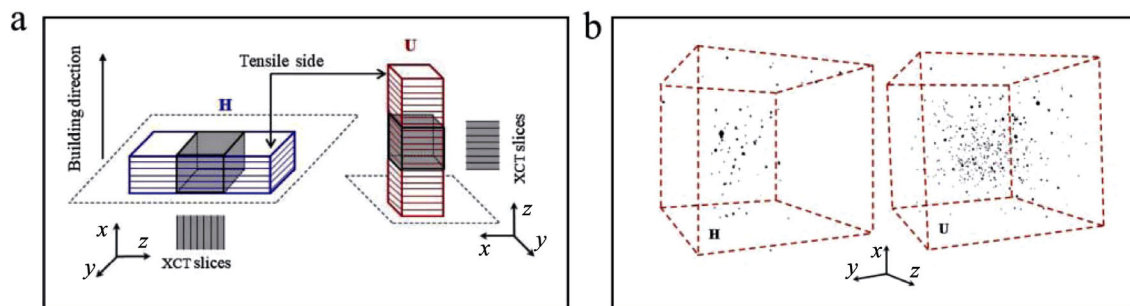 a
b
U
Tensile side
H
Building direction
XCT slices
x
z
y
XCT slices
z
x
y
H
U
x
y
z